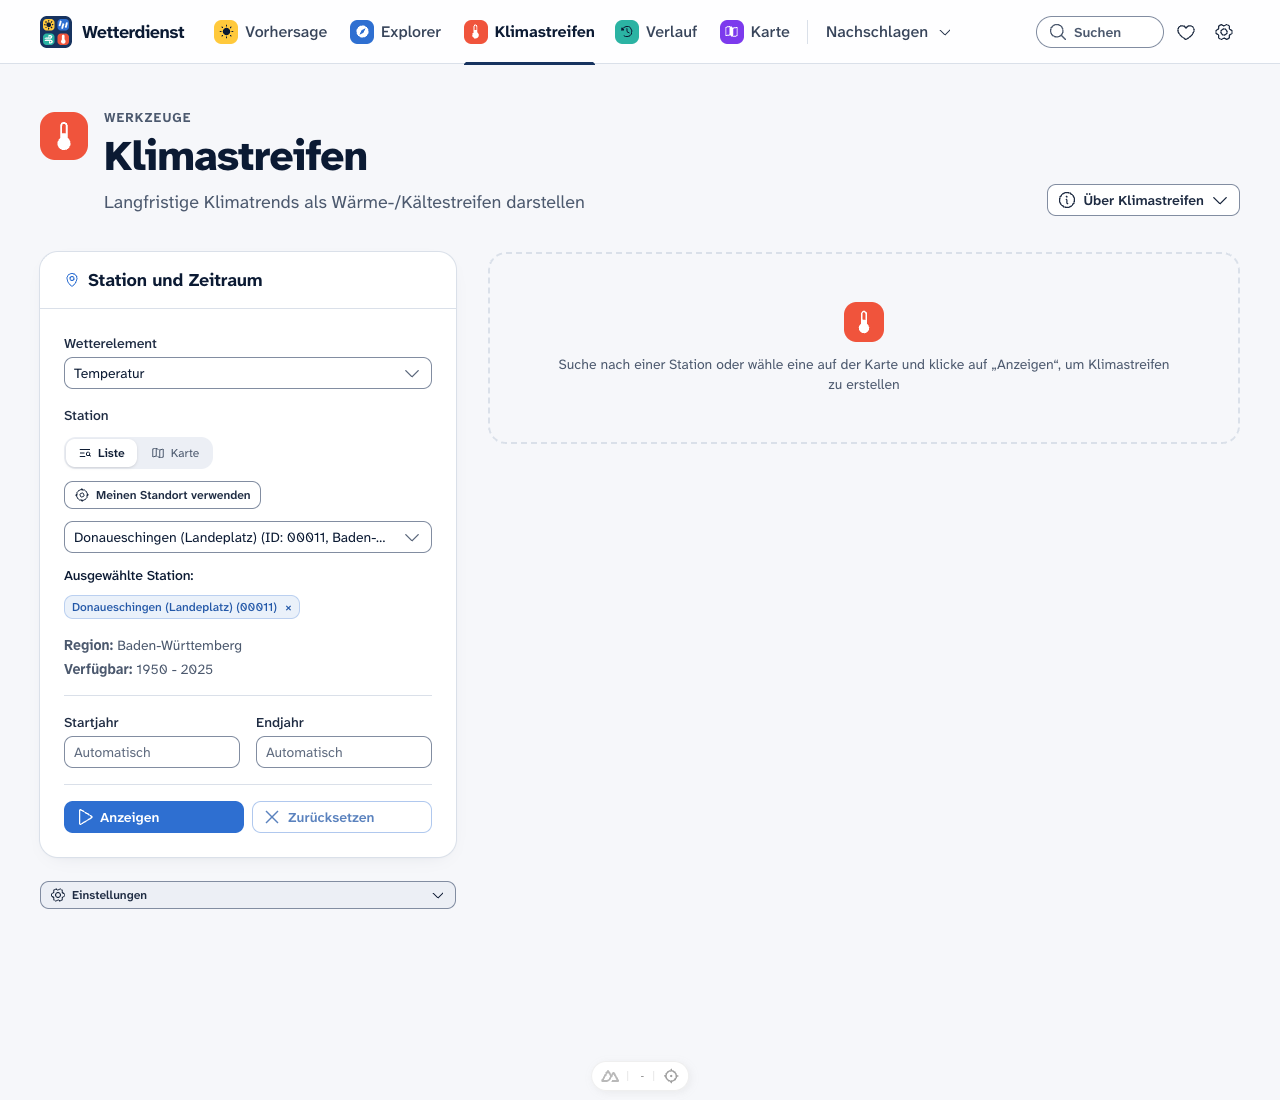 Wetterdienst
Vorhersage
Explorer
Klimastreifen
Verlauf
Karte
Nachschlagen
Suchen
WERKZEUGE
Klimastreifen
Langfristige Klimatrends als Wärme-/Kältestreifen darstellen
Über Klimastreifen
Station und Zeitraum
Wetterelement
Temperatur
Station
Liste
Karte
Meinen Standort verwenden
Donaueschingen (Landeplatz) (ID: 00011, Baden-...
Ausgewählte Station:
Donaueschingen (Landeplatz) (00011) ×
Region: Baden-Württemberg
Verfügbar: 1950 - 2025
Startjahr
Endjahr
Automatisch
Automatisch
Anzeigen
Zurücksetzen
Einstellungen
Suche nach einer Station oder wähle eine auf der Karte und klicke auf „Anzeigen“, um Klimastreifen
zu erstellen
-